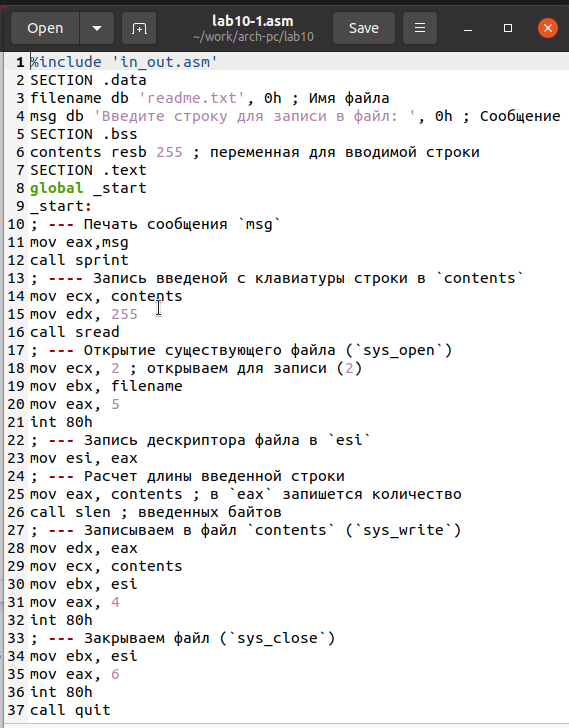 Open
lab10-1.asm
~/work/arch-pc/lab10
Save
1 %include 'in_out.asm'
2 SECTION .data
3 filename db 'readme.txt', 0h ; Имя файла
4 msg db 'Введите строку для записи в файл: ', 0h ; Сообщение
5 SECTION .bss
6 contents resb 255 ; переменная для вводимой строки
7 SECTION .text
8 global _start
9 _start:
10 ; --- Печать сообщения `msg`
11 mov eax,msg
12 call sprint
13 ; ---- Запись введеной с клавиатуры строки в `contents`
14 mov ecx, contents
15 mov edx, 255
16 call sread
17 ; --- Открытие существующего файла (`sys_open`)
18 mov ecx, 2 ; открываем для записи (2)
19 mov ebx, filename
20 mov eax, 5
21 int 80h
22 ; --- Запись дескриптора файла в `esi`
23 mov esi, eax
24 ; --- Расчет длины введенной строки
25 mov eax, contents ; в `eax` запишется количество
26 call slen ; введенных байтов
27 ; --- Записываем в файл `contents` (`sys_write`)
28 mov edx, eax
29 mov ecx, contents
30 mov ebx, esi
31 mov eax, 4
32 int 80h
33 ; --- Закрываем файл (`sys_close`)
34 mov ebx, esi
35 mov eax, 6
36 int 80h
37 call quit